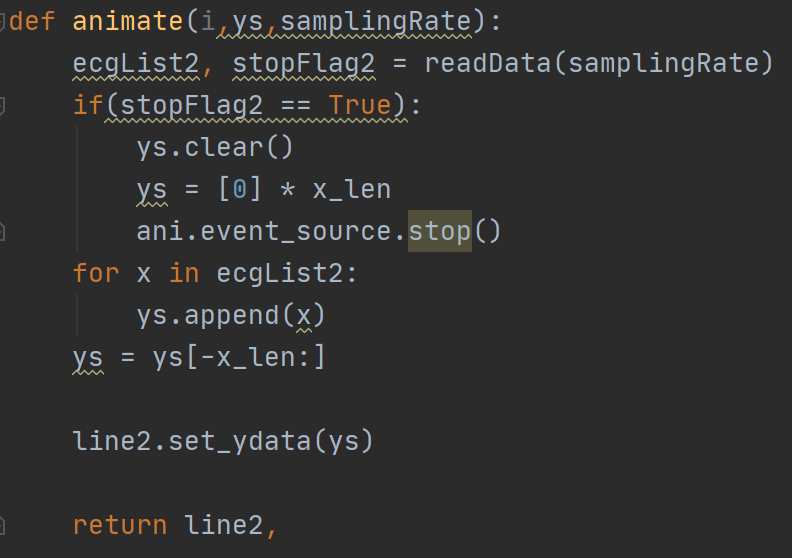 def animate(i,ys,samplingRate):
    ecgList2, stopFlag2 = readData(samplingRate)
    if(stopFlag2 == True):
        ys.clear()
        ys = [0] * x_len
        ani.event_source.stop()
    for x in ecgList2:
        ys.append(x)
    ys = ys[-x_len:]
    line2.set_ydata(ys)
    return line2,